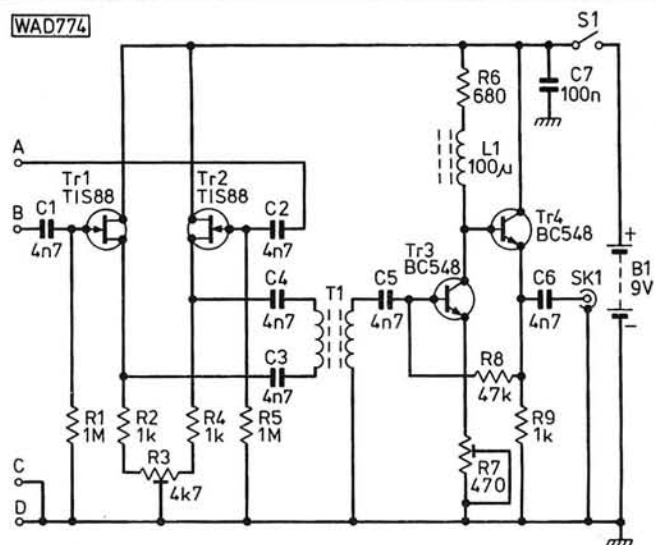 WAD774
S1
R6
680
C7
100n
L1
100μ
A
Tr1
TIS88
Tr2
TIS88
B
C1
4n7
C2
4n7
Tr4
BC548
Tr3
BC548
C4
4n7
T1
C5
4n7
C6
4n7
SK1
+
B1
9V
-
C3
4n7
R8
47k
R1
1M
R2
1k
R4
1k
R5
1M
R9
1k
R3
4k7
R7
470
C
D